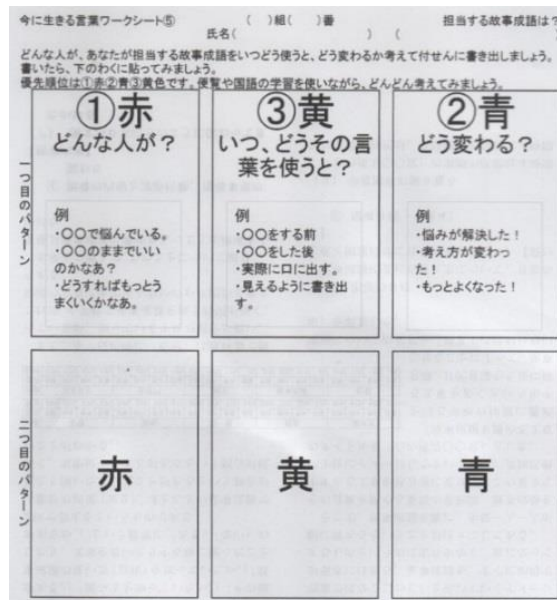 今に生きる言葉ワークシート⑤ (　)組(　)番 担当する故事成語は?
氏名(　　) (
どんな人が、あなたが担当する故事成語をいつどう使うと、どう変わるか考えて付せんに書き出しましょう。
書いたら、下のわくに貼ってみましょう。
優先順位は①赤②青③黄色です。便覧や国語の学習を使いながら、どんどん考えてみましょう。
一つ目のパターン
①赤
どんな人が?
例
・〇〇で悩んでいる。
・〇〇のままでいい
のかなあ?
・どうすればもっとう
まくいくかなあ。
③黄
いつ、どうその言
葉を使うと?
例
・〇〇をする前
・〇〇をした後
・実際に口に出す。
・見えるように書き出
す。
②青
どう変わる?
例
・悩みが解決した!
・考え方が変わっ
た!
・もっとよくなった!
二つ目のパターン
赤
黄
青